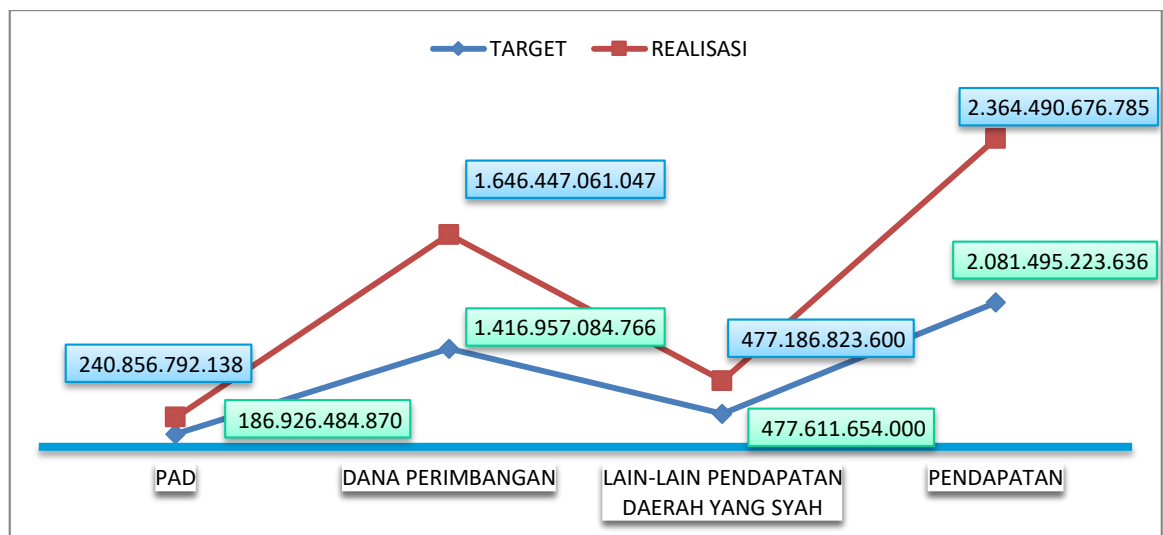 TARGET REALISASI
2.364.490.676.785
1.646.447.061.047
2.081.495.223.636
1.416.957.084.766
477.186.823.600
240.856.792.138
186.926.484.870
477.611.654.000
PAD DANA PERIMBANGAN LAIN-LAIN PENDAPATAN PENDAPATAN
DAERAH YANG SYAH